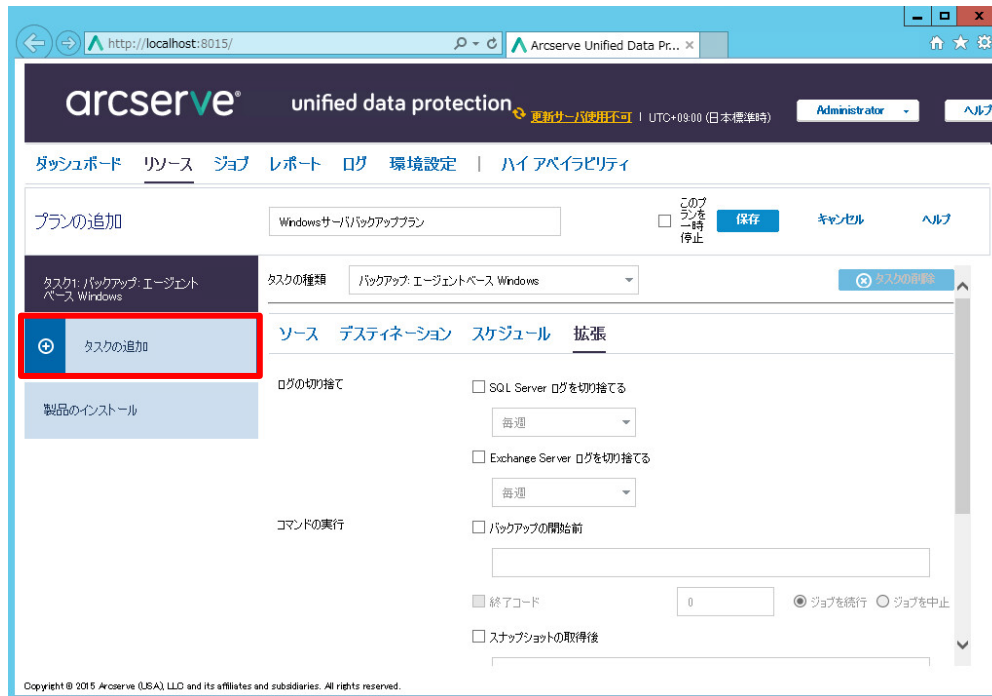 http://localhost:8015/
Arcserve Unified Data Pr...
arcserve® unified data protection
更新サーバ使用不可 | UTC+09:00 (日本標準時)
Administrator
ヘルプ
ダッシュボード リソース ジョブ レポート ログ 環境設定 | ハイ アベイラビリティ
プランの追加
Windowsサーババックアッププラン
このプ
ランを
一時
停止
保存
キャンセル
ヘルプ
タスク1: バックアップ: エージェント
ベース Windows
タスクの種類
バックアップ: エージェントベース Windows
タスクの削除
タスクの追加
製品のインストール
ソース デスティネーション スケジュール 拡張
ログの切り捨て
SQL Server ログを切り捨てる
毎週
Exchange Server ログを切り捨てる
毎週
コマンドの実行
バックアップの開始前
終了コード
0
ジョブを続行
ジョブを中止
スナップショットの取得後
Copyright © 2015 Arcserve (USA), LLC and its affiliates and subsidiaries. All rights reserved.